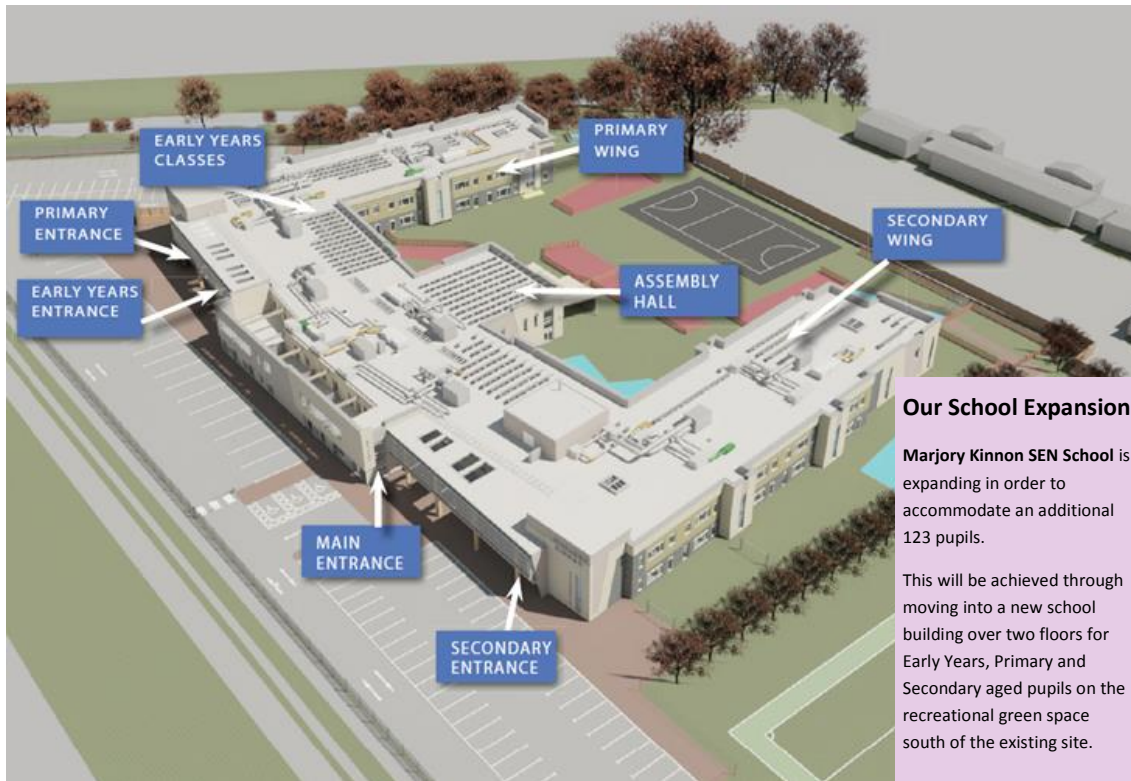 EARLY YEARS
CLASSES
PRIMARY
WING
PRIMARY
ENTRANCE
SECONDARY
WING
EARLY YEARS
ENTRANCE
ASSEMBLY
HALL
MAIN
ENTRANCE
SECONDARY
ENTRANCE
Our School Expansion
Marjory Kinnon SEN School is
expanding in order to
accommodate an additional
123 pupils.
This will be achieved through
moving into a new school
building over two floors for
Early Years, Primary and
Secondary aged pupils on the
recreational green space
south of the existing site.